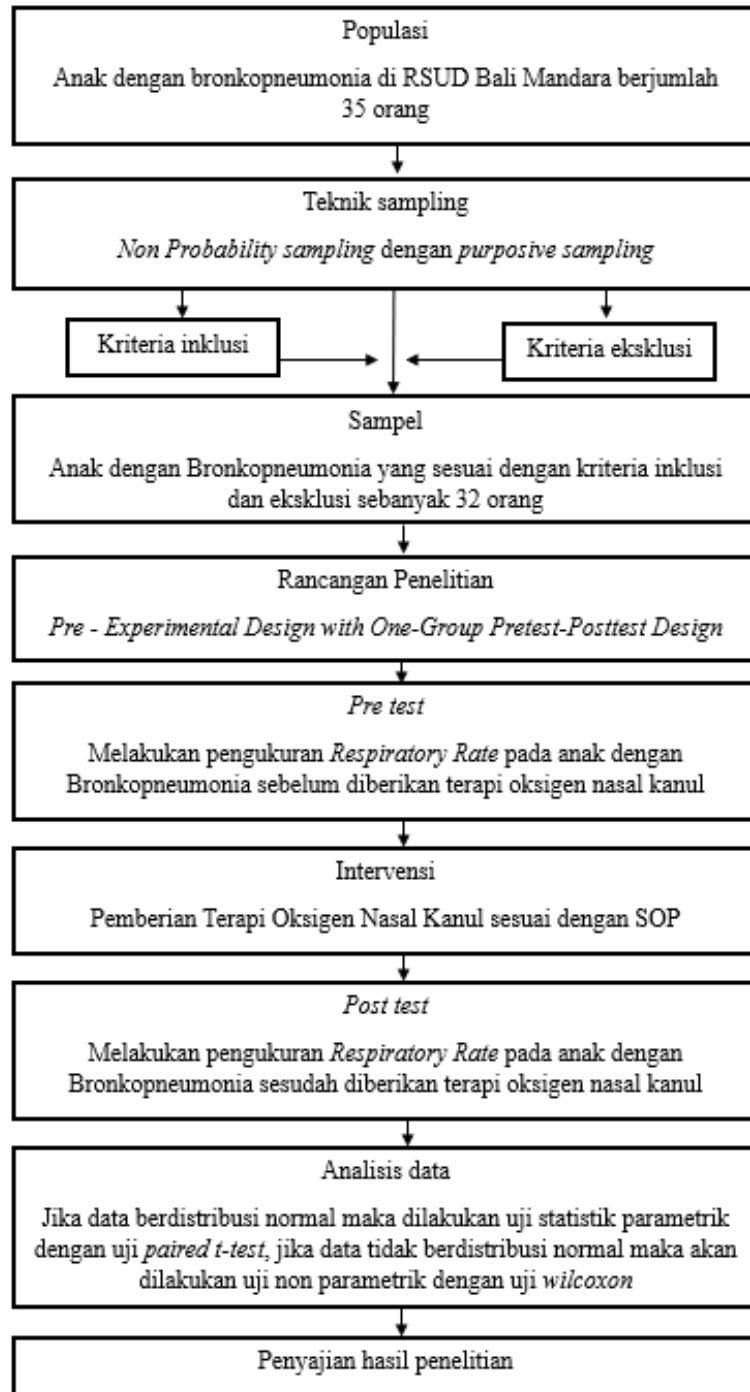 Populasi
Anak dengan bronkopneumonia di RSUD Bali Mandara berjumlah
35 orang
Teknik sampling
Non Probability sampling dengan purposive sampling
Kriteria inklusi
Kriteria eksklusi
Sampel
Anak dengan Bronkopneumonia yang sesuai dengan kriteria inklusi
dan eksklusi sebanyak 32 orang
Rancangan Penelitian
Pre - Experimental Design with One-Group Pretest-Posttest Design
Pre test
Melakukan pengukuran Respiratory Rate pada anak dengan
Bronkopneumonia sebelum diberikan terapi oksigen nasal kanul
Intervensi
Pemberian Terapi Oksigen Nasal Kanul sesuai dengan SOP
Post test
Melakukan pengukuran Respiratory Rate pada anak dengan
Bronkopneumonia sesudah diberikan terapi oksigen nasal kanul
Analisis data
Jika data berdistribusi normal maka dilakukan uji statistik parametrik
dengan uji paired t-test, jika data tidak berdistribusi normal maka akan
dilakukan uji non parametrik dengan uji wilcoxon
Penyajian hasil penelitian